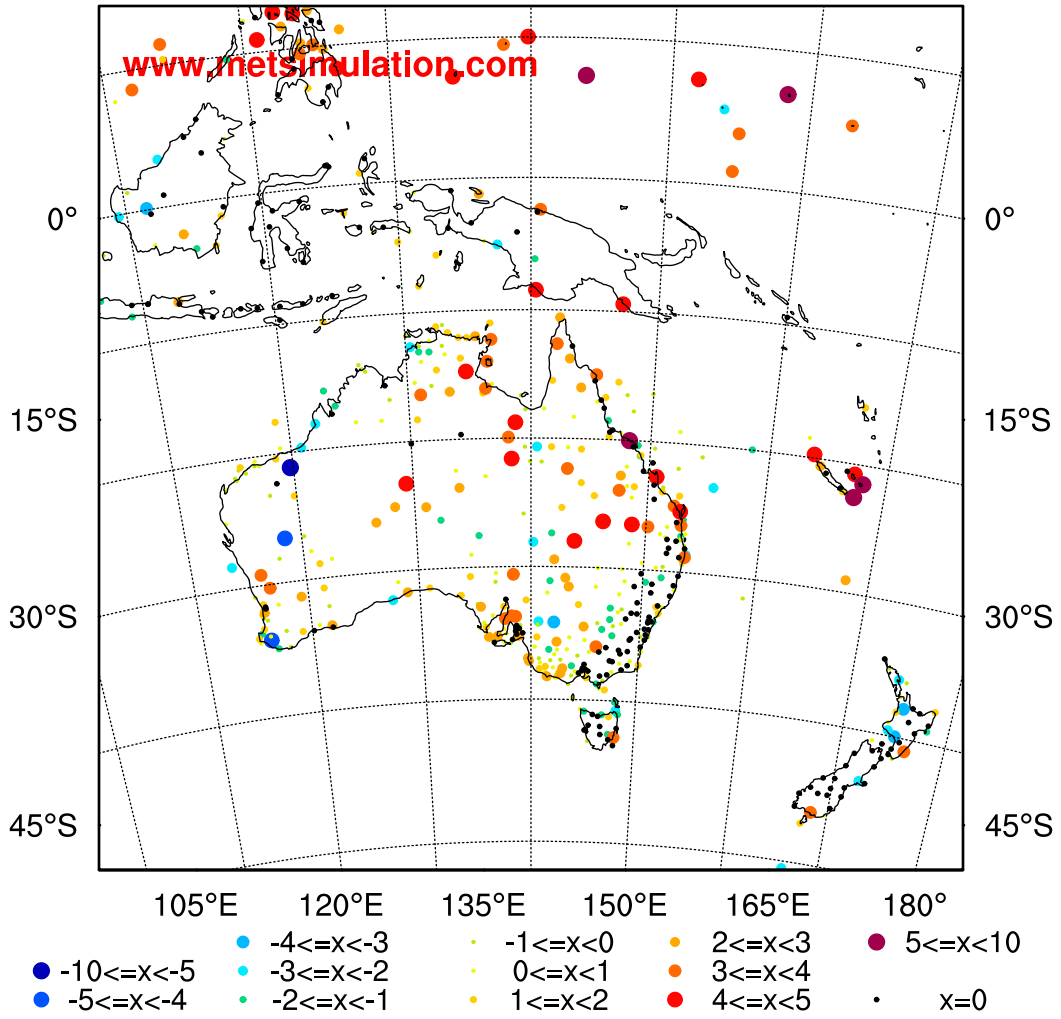 www.metsimulation.com
0° 0°
15°S 15°S
30°S 30°S
45°S 45°S
105°E 120°E 135°E 150°E 165°E 180°
-4<=x<-3 -1<=x<0 2<=x<3 5<=x<10
-10<=x<-5 -3<=x<-2 0<=x<1 3<=x<4
-5<=x<-4 -2<=x<-1 1<=x<2 4<=x<5 x=0